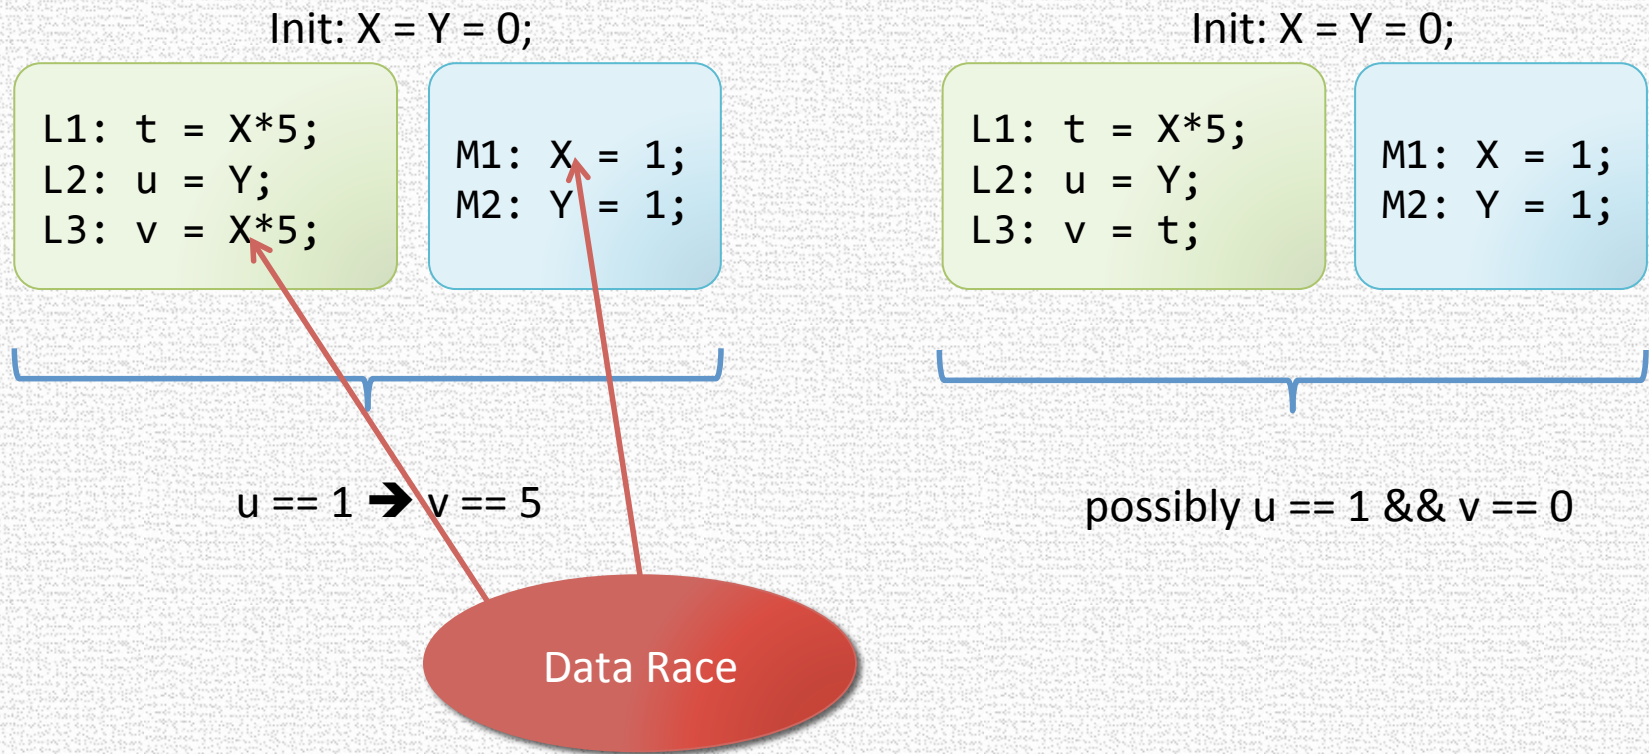 Init: X = Y = 0;
L1: t = X*5;
L2: u = Y;
L3: v = X*5;
M1: X = 1;
M2: Y = 1;
u == 1 🡺 v == 5
Data Race
Init: X = Y = 0;
L1: t = X*5;
L2: u = Y;
L3: v = t;
M1: X = 1;
M2: Y = 1;
possibly u == 1 && v == 0